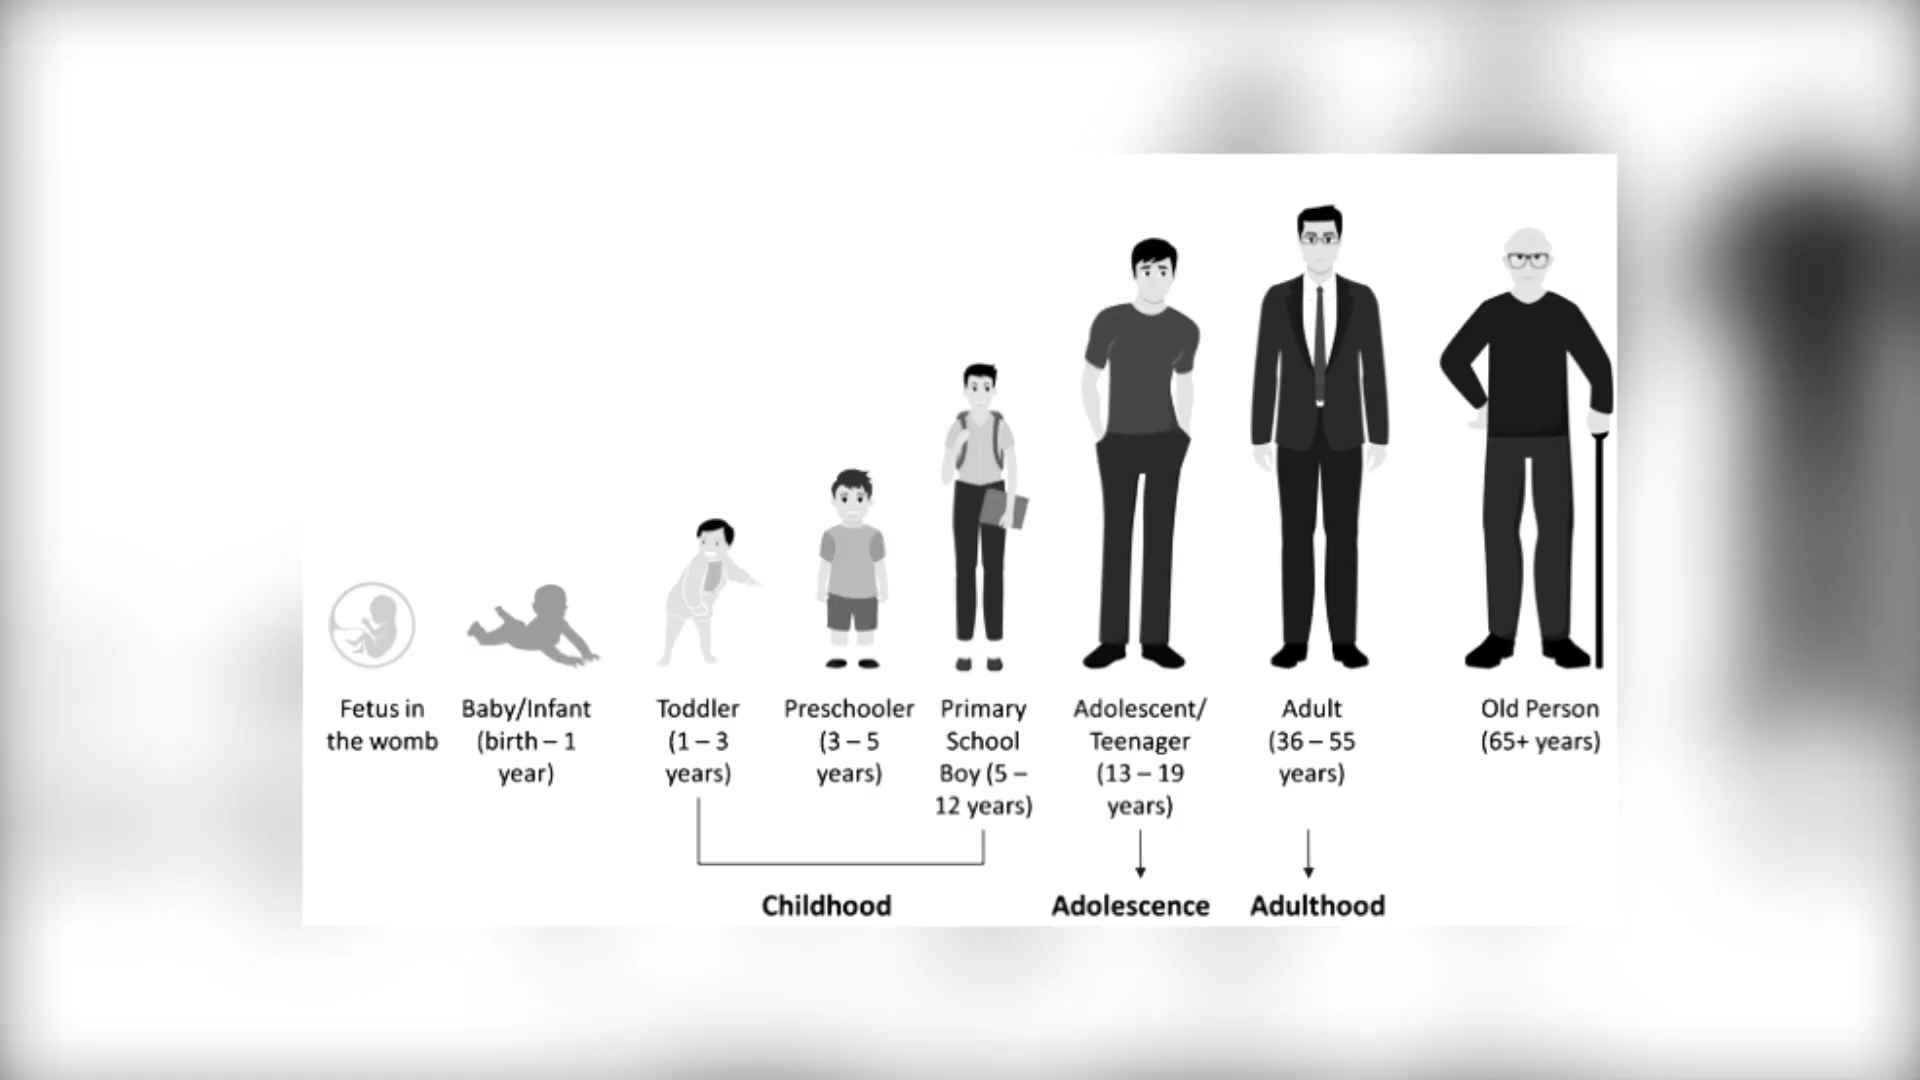 Fetus in
the womb
Baby/Infant
(birth – 1
year)
Toddler
(1 – 3
years)
Preschooler
(3 – 5
years)
Primary
School
Boy (5 –
12 years)
Adolescent/
Teenager
(13 – 19
years)
Adult
(36 – 55
years)
Old Person
(65+ years)
Childhood
Adolescence
Adulthood